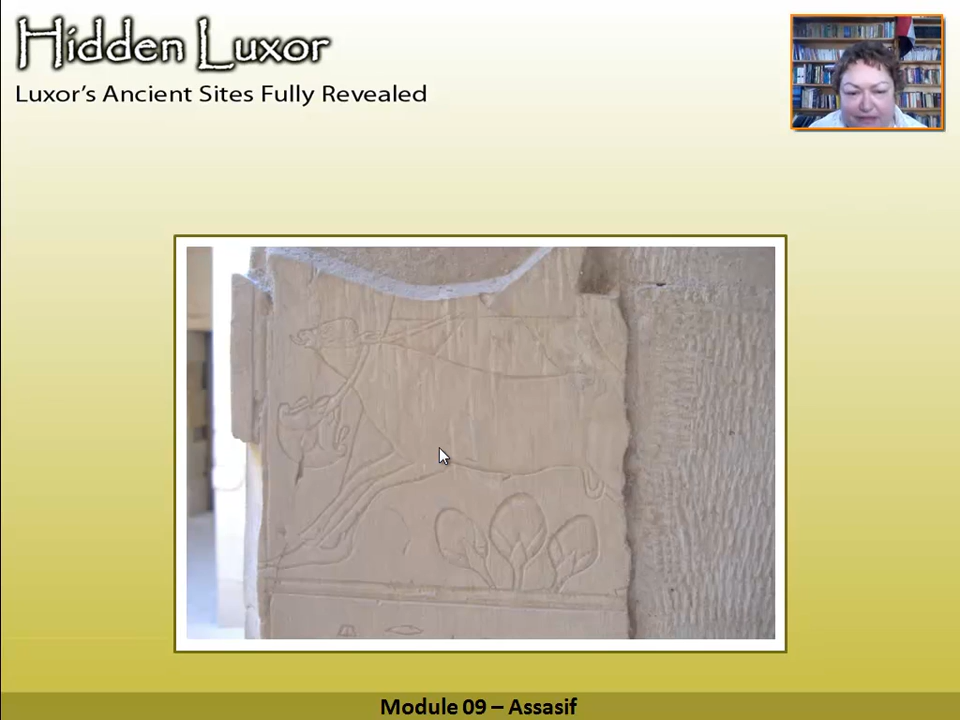 Hidden Luxor
Luxor's Ancient Sites Fully Revealed
Module 09 – Assasif